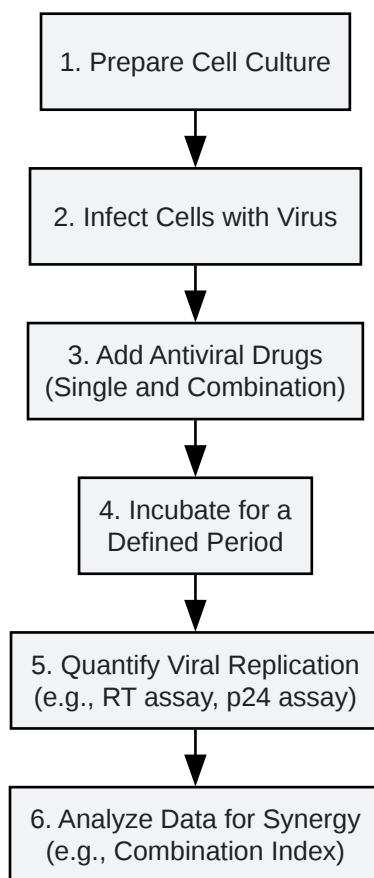 1. Prepare Cell Culture
2. Infect Cells with Virus
3. Add Antiviral Drugs
(Single and Combination)
4. Incubate for a
Defined Period
5. Quantify Viral Replication
(e.g., RT assay, p24 assay)
6. Analyze Data for Synergy
(e.g., Combination Index)